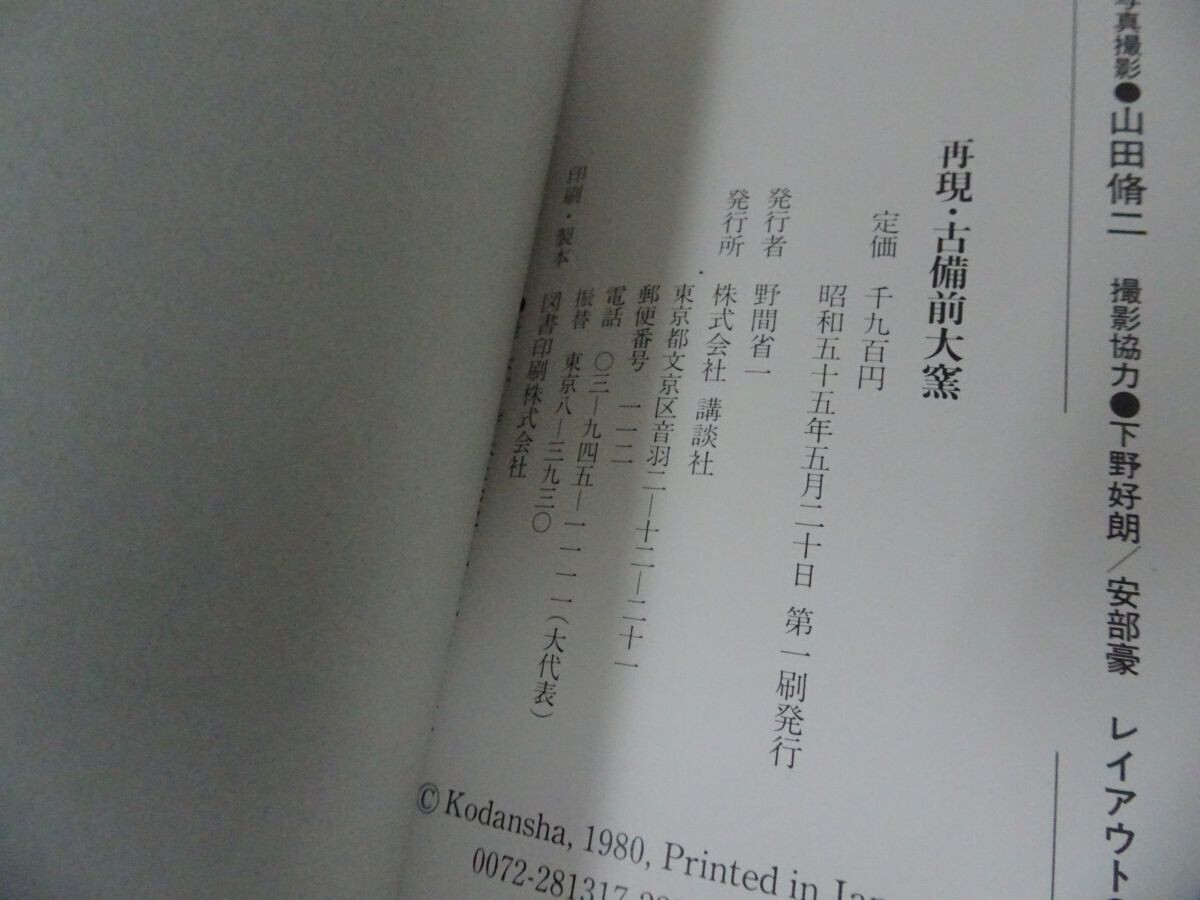 写真撮影●山田脩二 撮影協力●下野好朗/安部豪 レイアウト
再現・古備前大窯
定価 千九百円
昭和五十五年五月二十日 第一刷発行
発行者 野間省一
発行所 株式会社 講談社
東京都文京区音羽二―十二―二十一
郵便番号 一一二
電話 〇三―九四五―一一一一(大代表)
振替 東京八―三九三〇
印刷・製本 図書印刷株式会社
© Kodansha, 1980, Printed in
0072-281317-